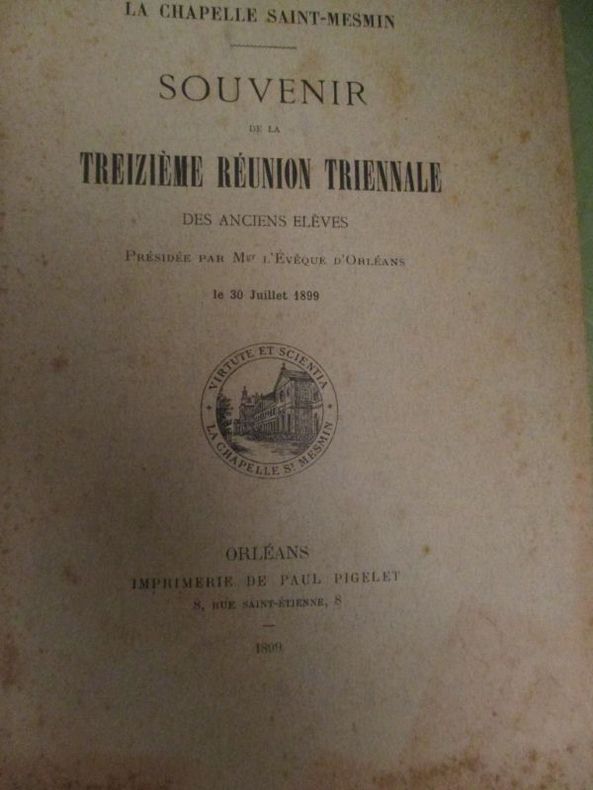 LA CHAPELLE SAINT-MESMIN
SOUVENIR
DE LA
TREIZIÈME RÉUNION TRIENNALE
DES ANCIENS ELÈVES
PRÉSIDÉE PAR Mgr L'ÉVÊQUE D'ORLÉANS
le 30 Juillet 1899
VIRTUTE ET SCIENTIA
LA CHAPELLE St MESMIN
ORLÉANS
IMPRIMERIE DE PAUL PIGELET
8, RUE SAINT-ÉTIENNE, 8
1899